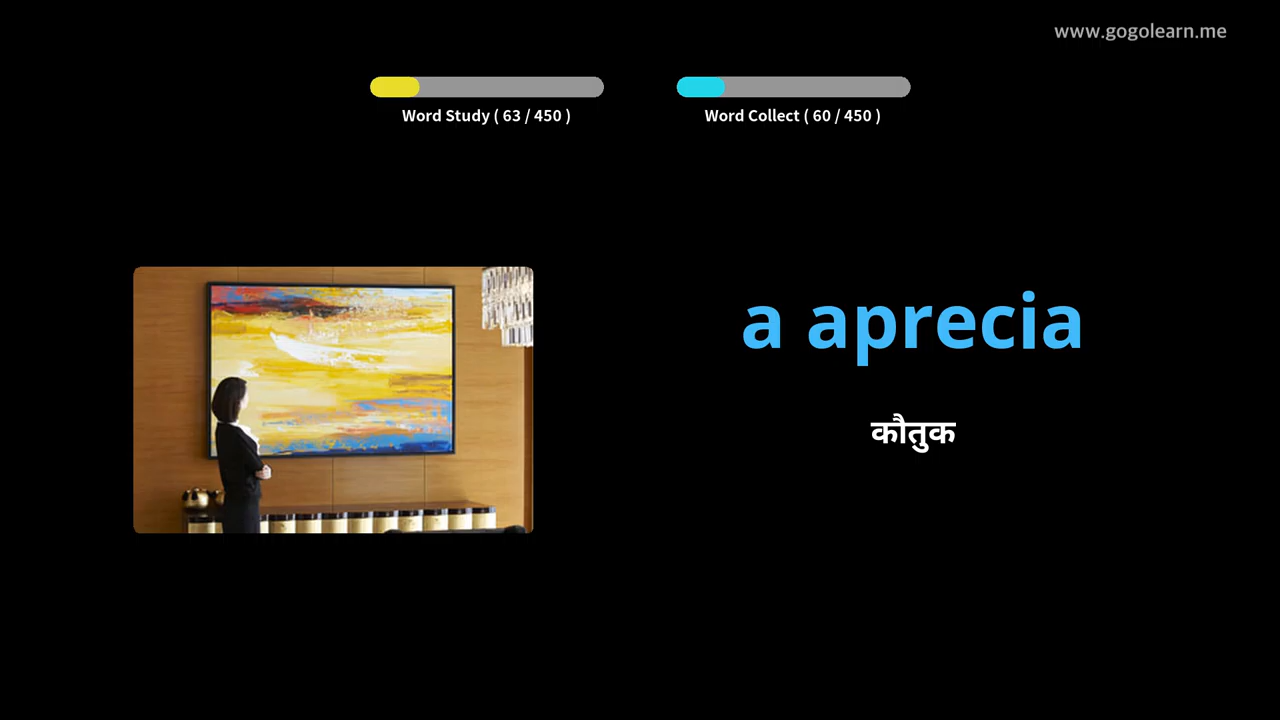 www.gogolearn.me
Word Study ( 63 / 450 )
Word Collect ( 60 / 450 )
a aprecia
कौतुक